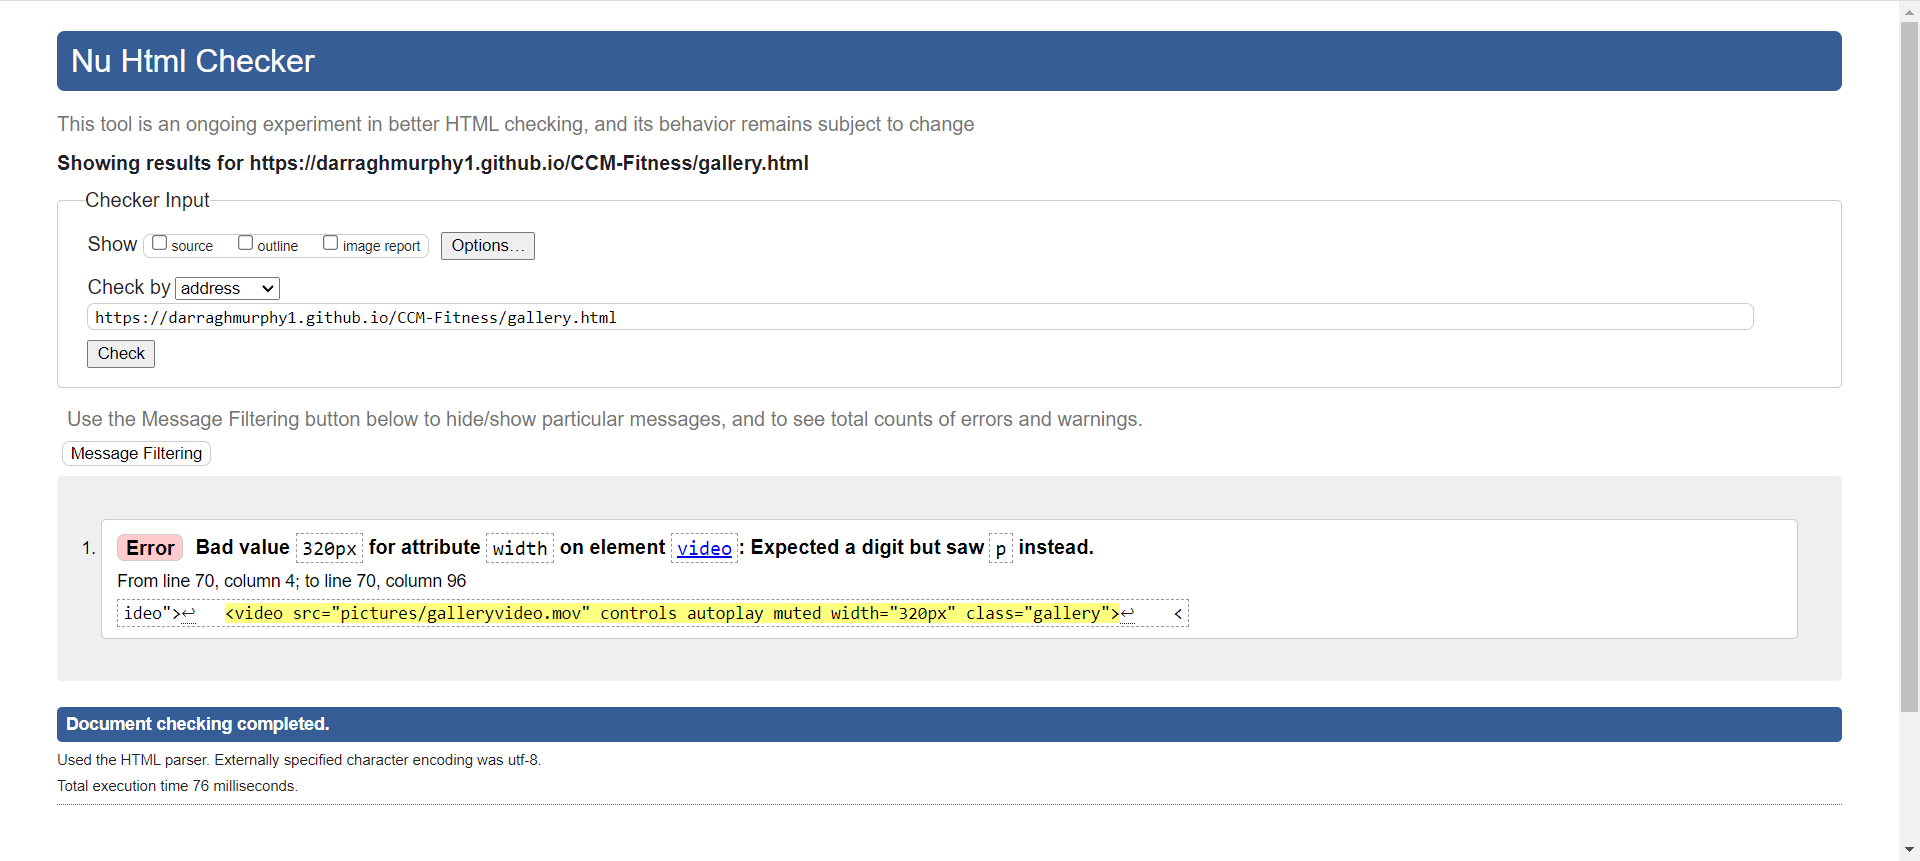 Nu Html Checker
This tool is an ongoing experiment in better HTML checking, and its behavior remains subject to change
Showing results for https://darraghmurphy1.github.io/CCM-Fitness/gallery.html
Checker Input
Show source outline image report Options...
Check by address
https://darraghmurphy1.github.io/CCM-Fitness/gallery.html
Check
Use the Message Filtering button below to hide/show particular messages, and to see total counts of errors and warnings.
Message Filtering
1. Error Bad value 320px for attribute width on element video: Expected a digit but saw p instead.
From line 70, column 4; to line 70, column 96
ideo">↩ <video src="pictures/galleryvideo.mov" controls autoplay muted width="320px" class="gallery">↩ <
Document checking completed.
Used the HTML parser. Externally specified character encoding was utf-8.
Total execution time 76 milliseconds.